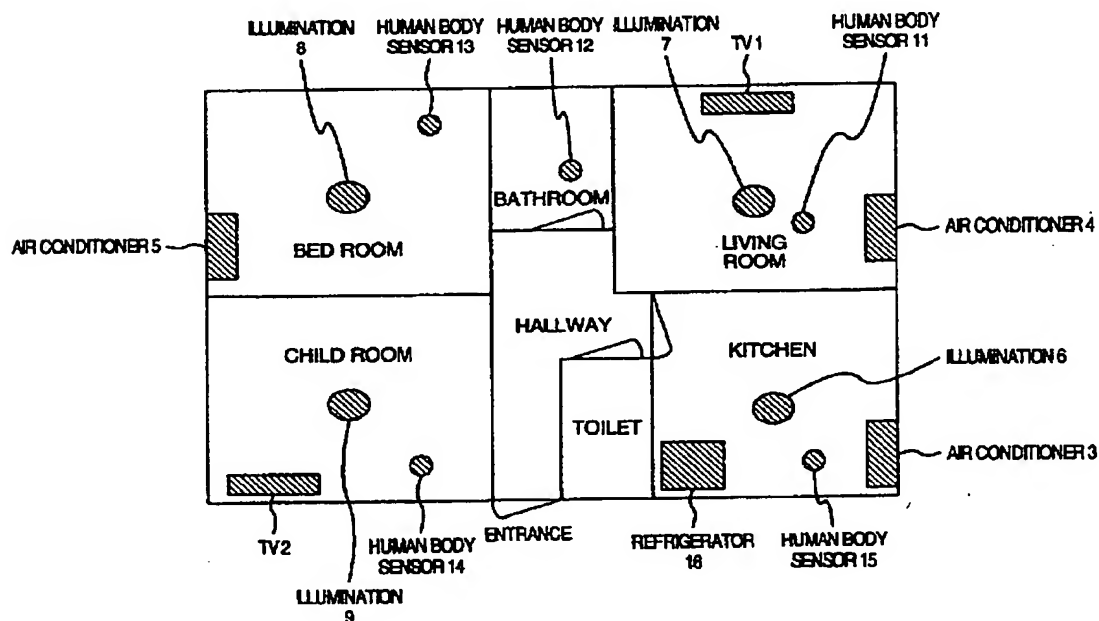 ILLUMINATION
8
HUMAN BODY
SENSOR 13
HUMAN BODY
SENSOR 12
ILLUMINATION
7
TV 1
HUMAN BODY
SENSOR 11
BATHROOM
AIR CONDITIONER 5
BED ROOM
LIVING
ROOM
AIR CONDITIONER 4
HALLWAY
CHILD ROOM
KITCHEN
ILLUMINATION 6
TOILET
AIR CONDITIONER 3
ENTRANCE
TV 2
HUMAN BODY
SENSOR 14
REFRIGERATOR
16
HUMAN BODY
SENSOR 15
ILLUMINATION
9